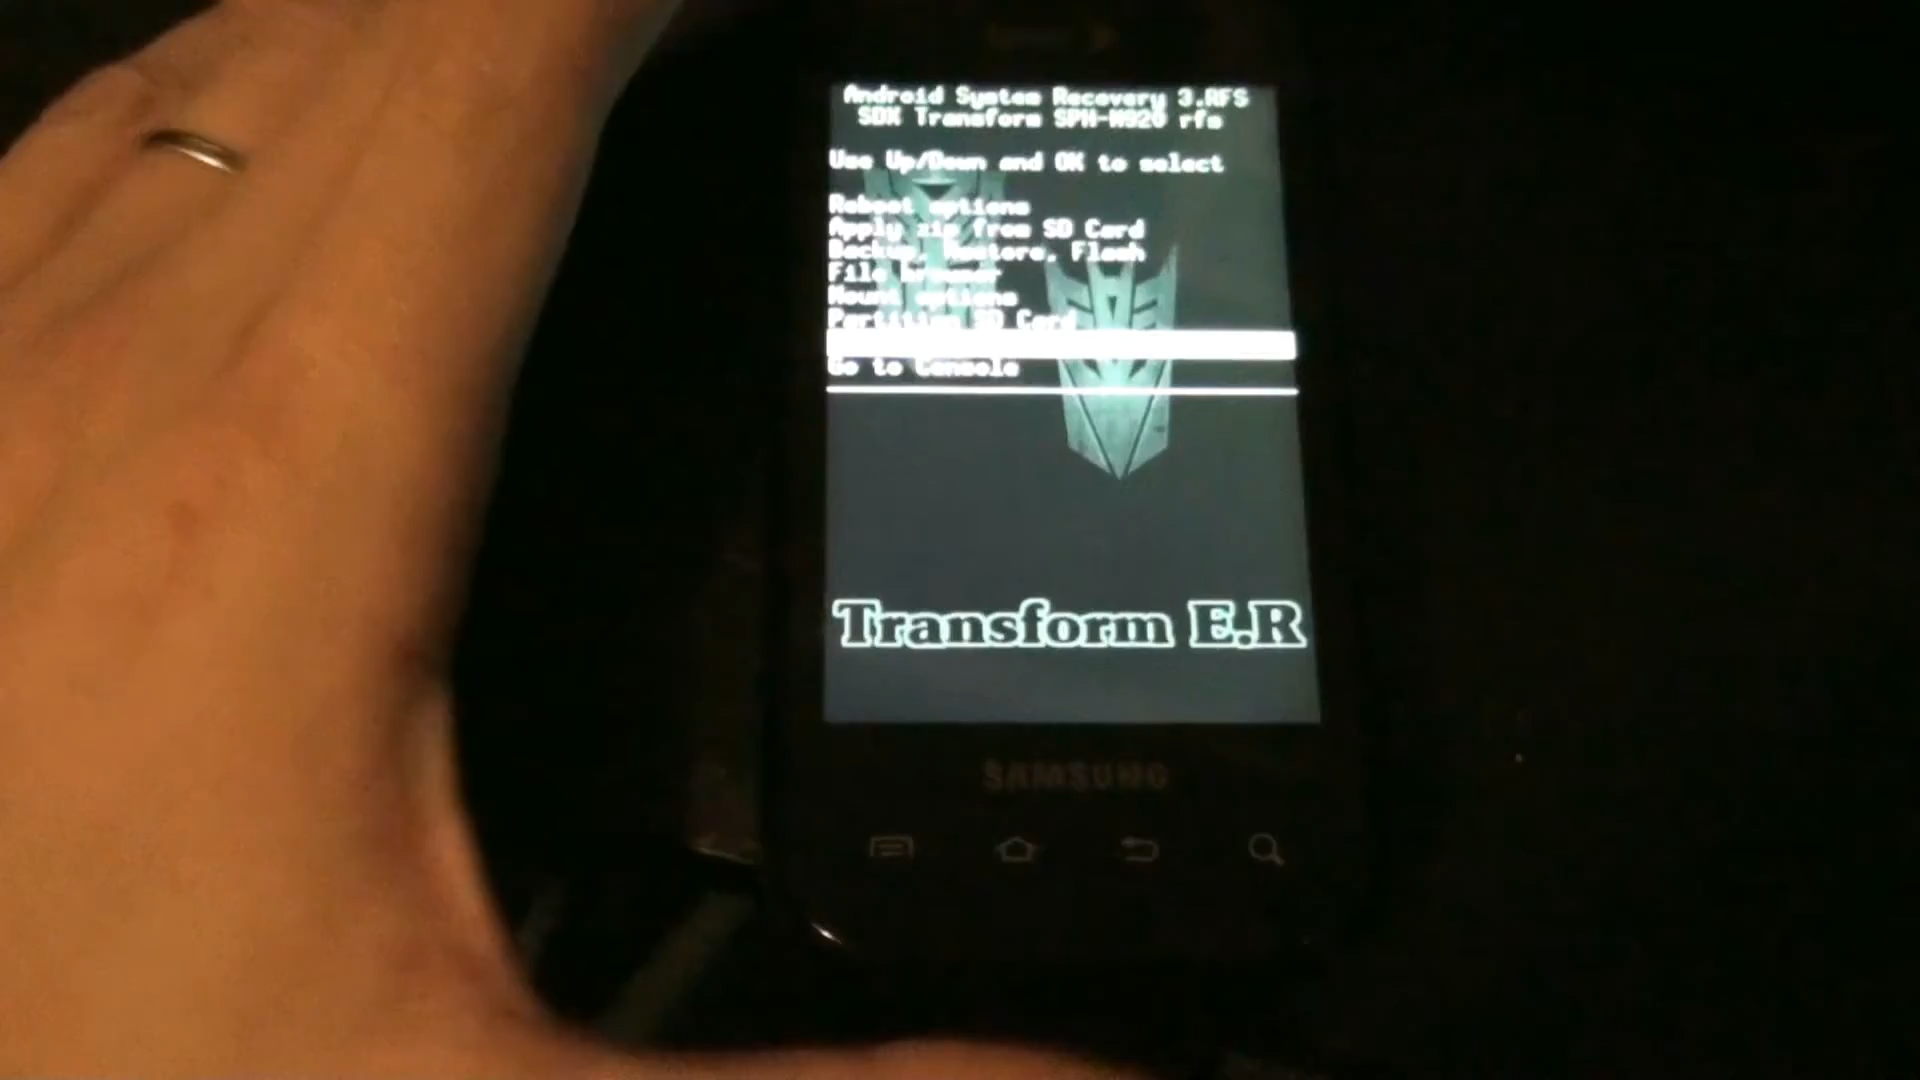 Android System Recovery 3.RFS
SDX Transform SPH-M920 rfs
Use Up/Down and OK to select
Reboot options
Apply zip from SD Card
Backup, Restore, Flash
File browser
Mount options
Partition SD Card
Go to Console
Transform E.R
SAMSUNG